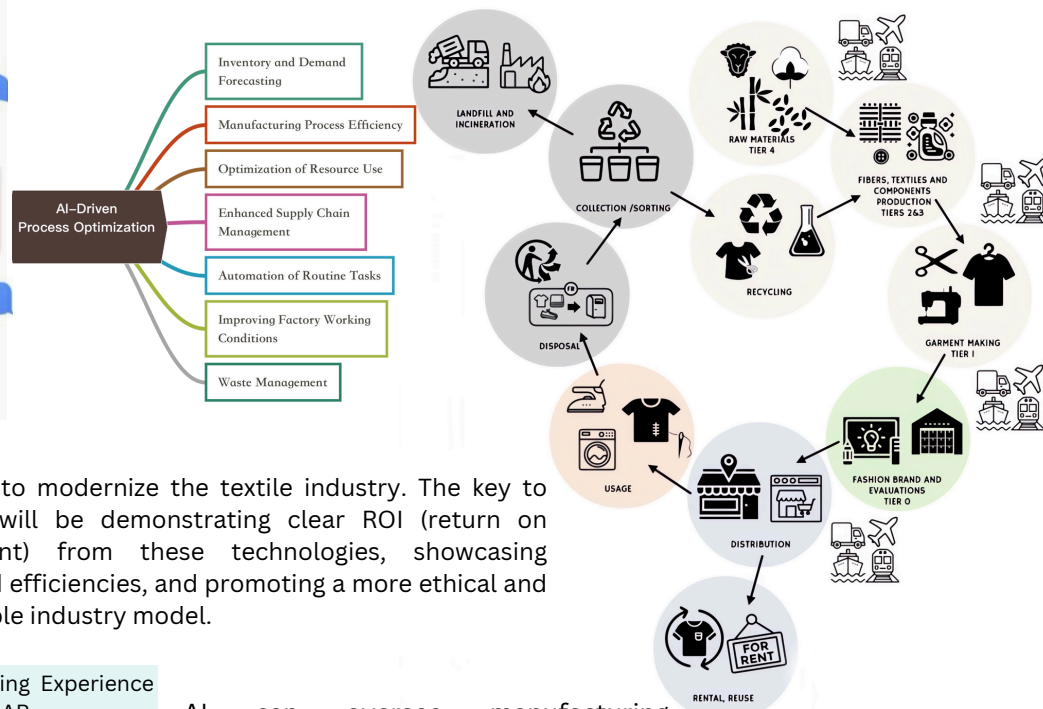 AI-Driven
Process Optimization
Inventory and Demand
Forecasting
Manufacturing Process Efficiency
Optimization of Resource Use
Enhanced Supply Chain
Management
Automation of Routine Tasks
Improving Factory Working
Conditions
Waste Management
LANDFILL AND
INCINERATION
COLLECTION /SORTING
RAW MATERIALS
TIER 4
FIBERS, TEXTILES AND
COMPONENTS
PRODUCTION
TIERS 2&3
RECYCLING
DISPOSAL
GARMENT MAKING
TIER 1
USAGE
FASHION BRAND AND
EVALUATIONS
TIER 0
DISTRIBUTION
FOR
RENT
RENTAL, REUSE
to modernize the textile industry. The key to
will be demonstrating clear ROI (return on
from these technologies, showcasing
efficiencies, and promoting a more ethical and
industry model.
Experience
AI can oversee manufacturing